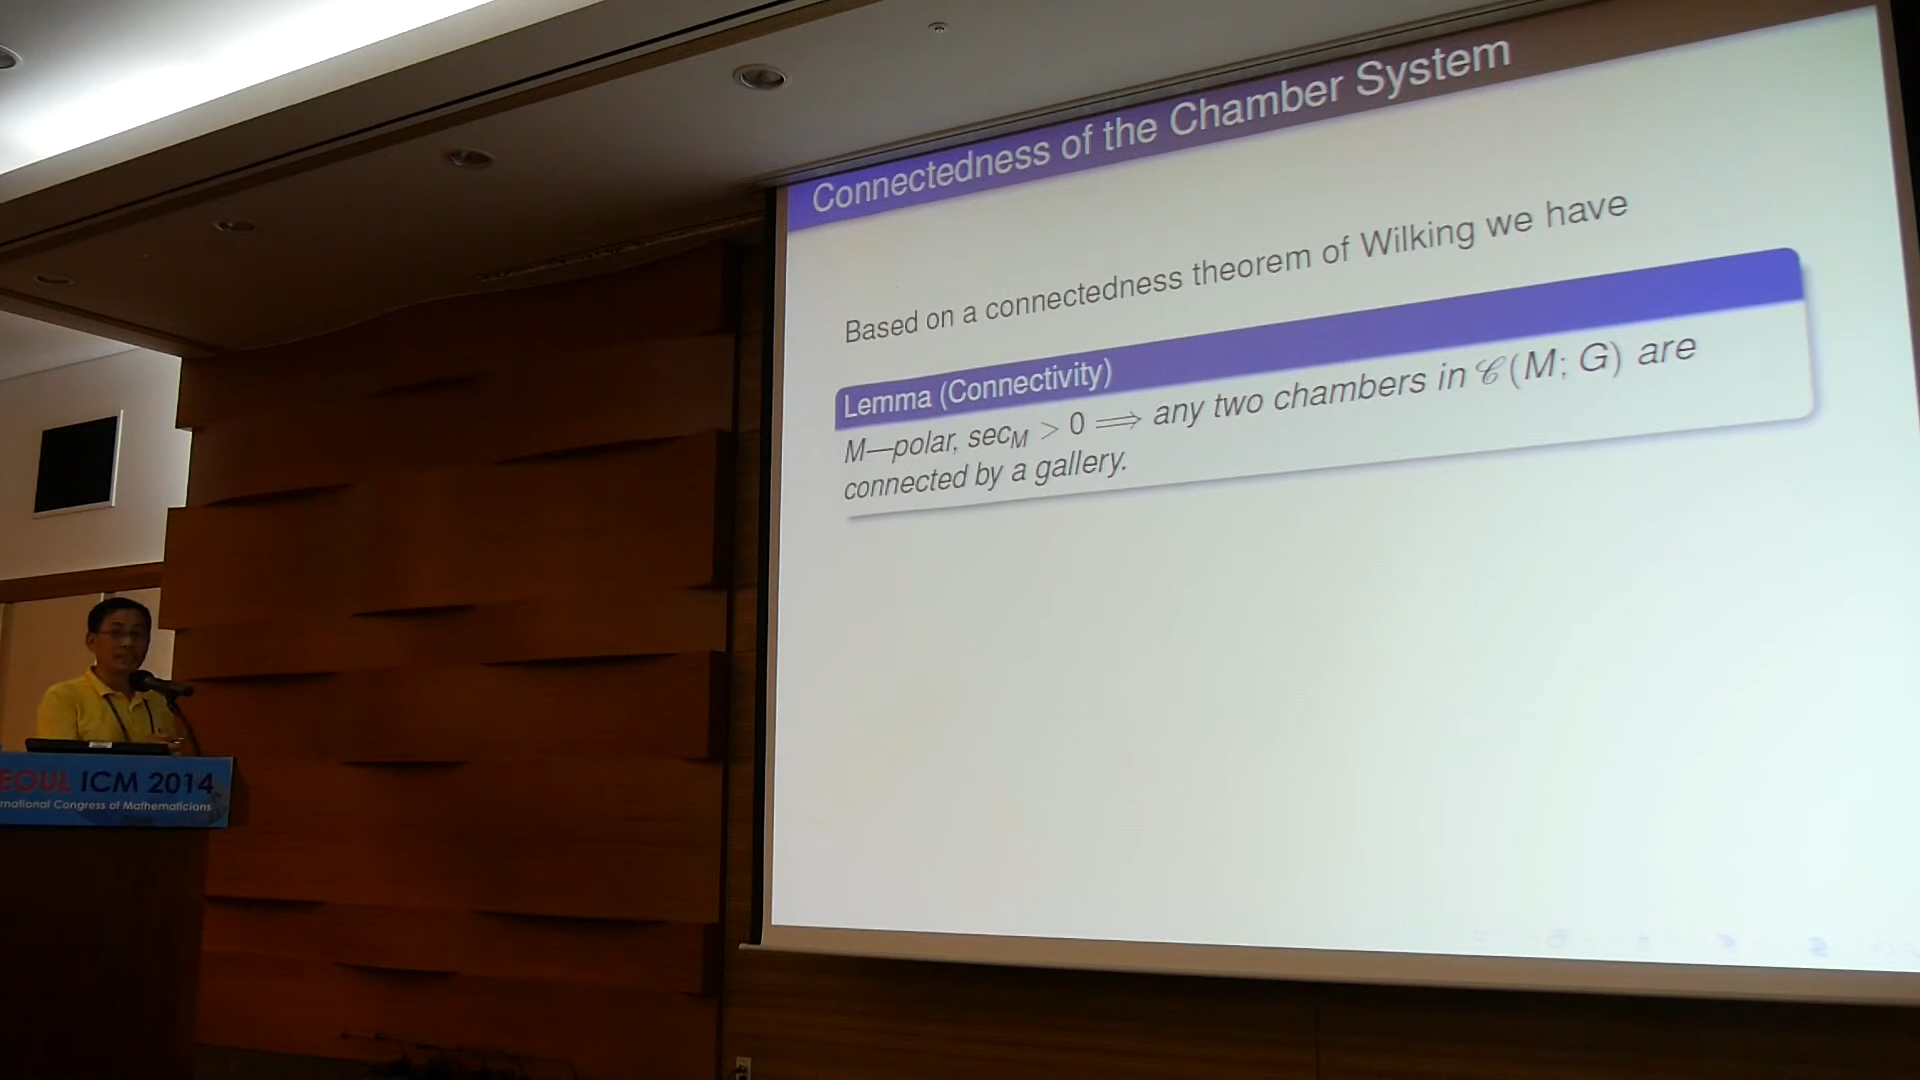 Connectedness of the Chamber System
Based on a connectedness theorem of Wilking we have
Lemma (Connectivity)
M—polar, sec_M > 0 ⟹ any two chambers in 𝒞(M; G) are
connected by a gallery.
EOUL ICM 2014
rnational Congress of Mathematicians